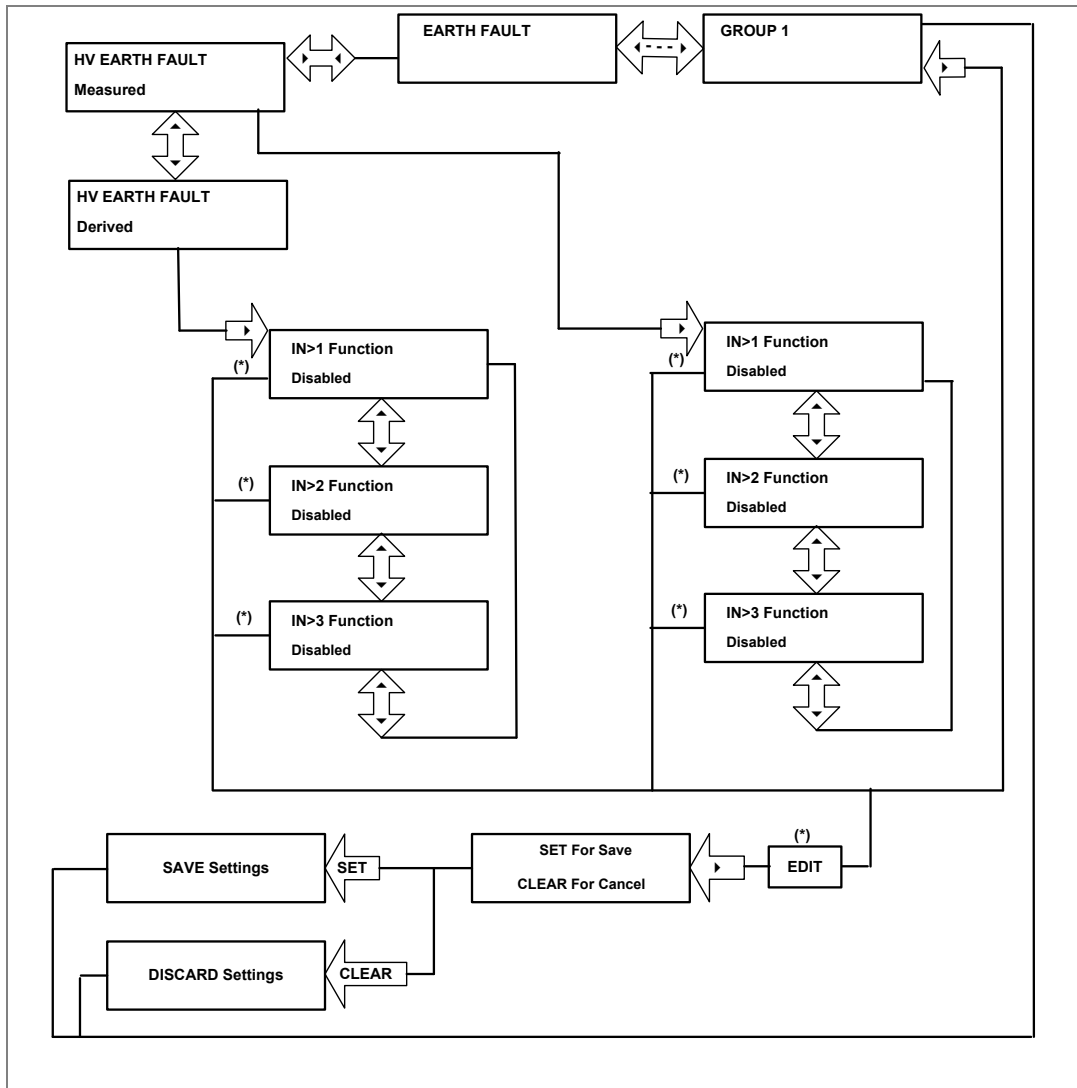 EARTH FAULT
GROUP 1
HV EARTH FAULT
Measured
HV EARTH FAULT
Derived
IN>1 Function
Disabled
(*)
IN>2 Function
Disabled
(*)
IN>3 Function
Disabled
(*)
IN>1 Function
Disabled
(*)
IN>2 Function
Disabled
(*)
IN>3 Function
Disabled
(*)
(*)
EDIT
SET For Save
CLEAR For Cancel
SET
SAVE Settings
CLEAR
DISCARD Settings